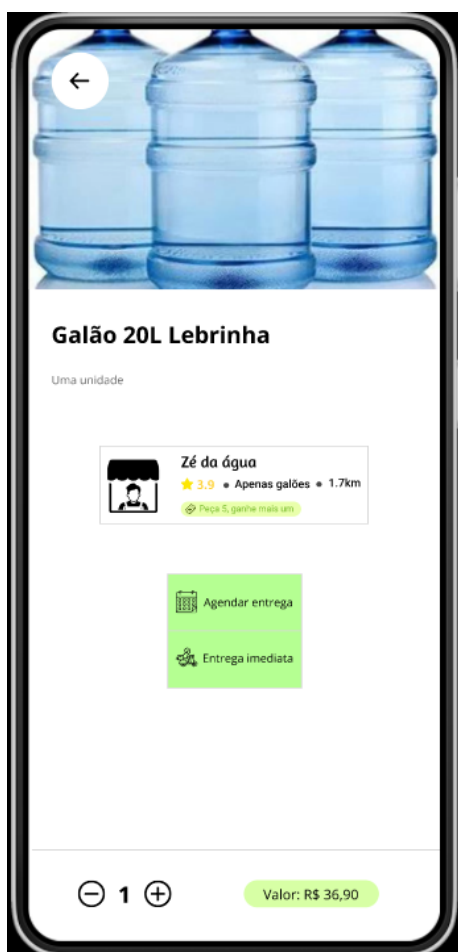 Galão 20L Lebrinha
Uma unidade
Zé da água
3.9 • Apenas galões • 1.7km
Peça 5, ganhe mais um
Agendar entrega
Entrega imediata
1
Valor: R$ 36,90